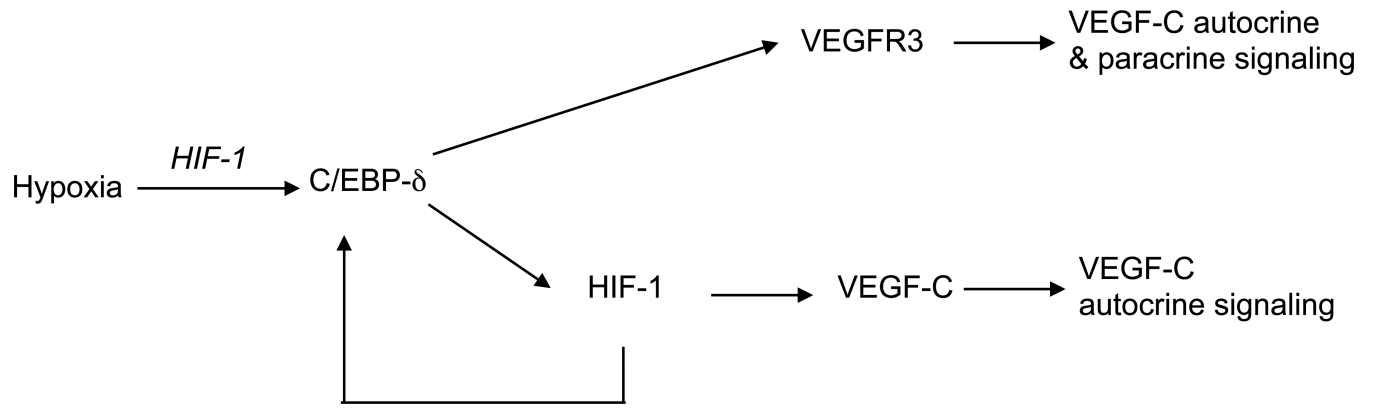 VEGFR3
VEGF-C autocrine
& paracrine signaling
Hypoxia
HIF-1
C/EBP-δ
HIF-1
VEGF-C
VEGF-C
autocrine signaling